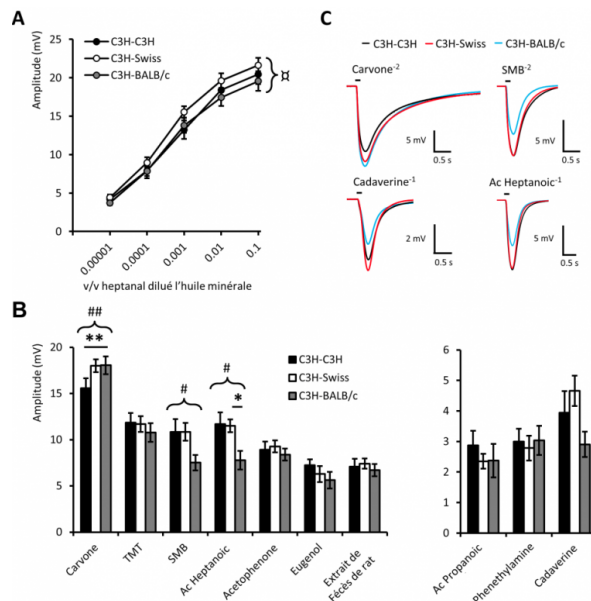 A
C
Amplitude (mV)
25
20
15
10
5
0
C3H-C3H
C3H-Swiss
C3H-BALB/c
¤
0.00001
0.0001
0.001
0.01
0.1
v/v heptanal dilué l'huile minérale
C3H-C3H
C3H-Swiss
C3H-BALB/c
Carvone-2
SMB-2
5 mV
0.5 s
5 mV
0.5 s
Cadaverine-1
Ac Heptanoic-1
2 mV
0.5 s
5 mV
0.5 s
B
Amplitude (mV)
20
15
10
5
0
##
**
#
#
*
C3H-C3H
C3H-Swiss
C3H-BALB/c
Carvone
TMT
SMB
Ac Heptanoic
Acetophenone
Eugenol
Extrait de
Fécès de rat
6
5
4
3
2
1
0
Ac Propanoic
Phenethylamine
Cadaverine